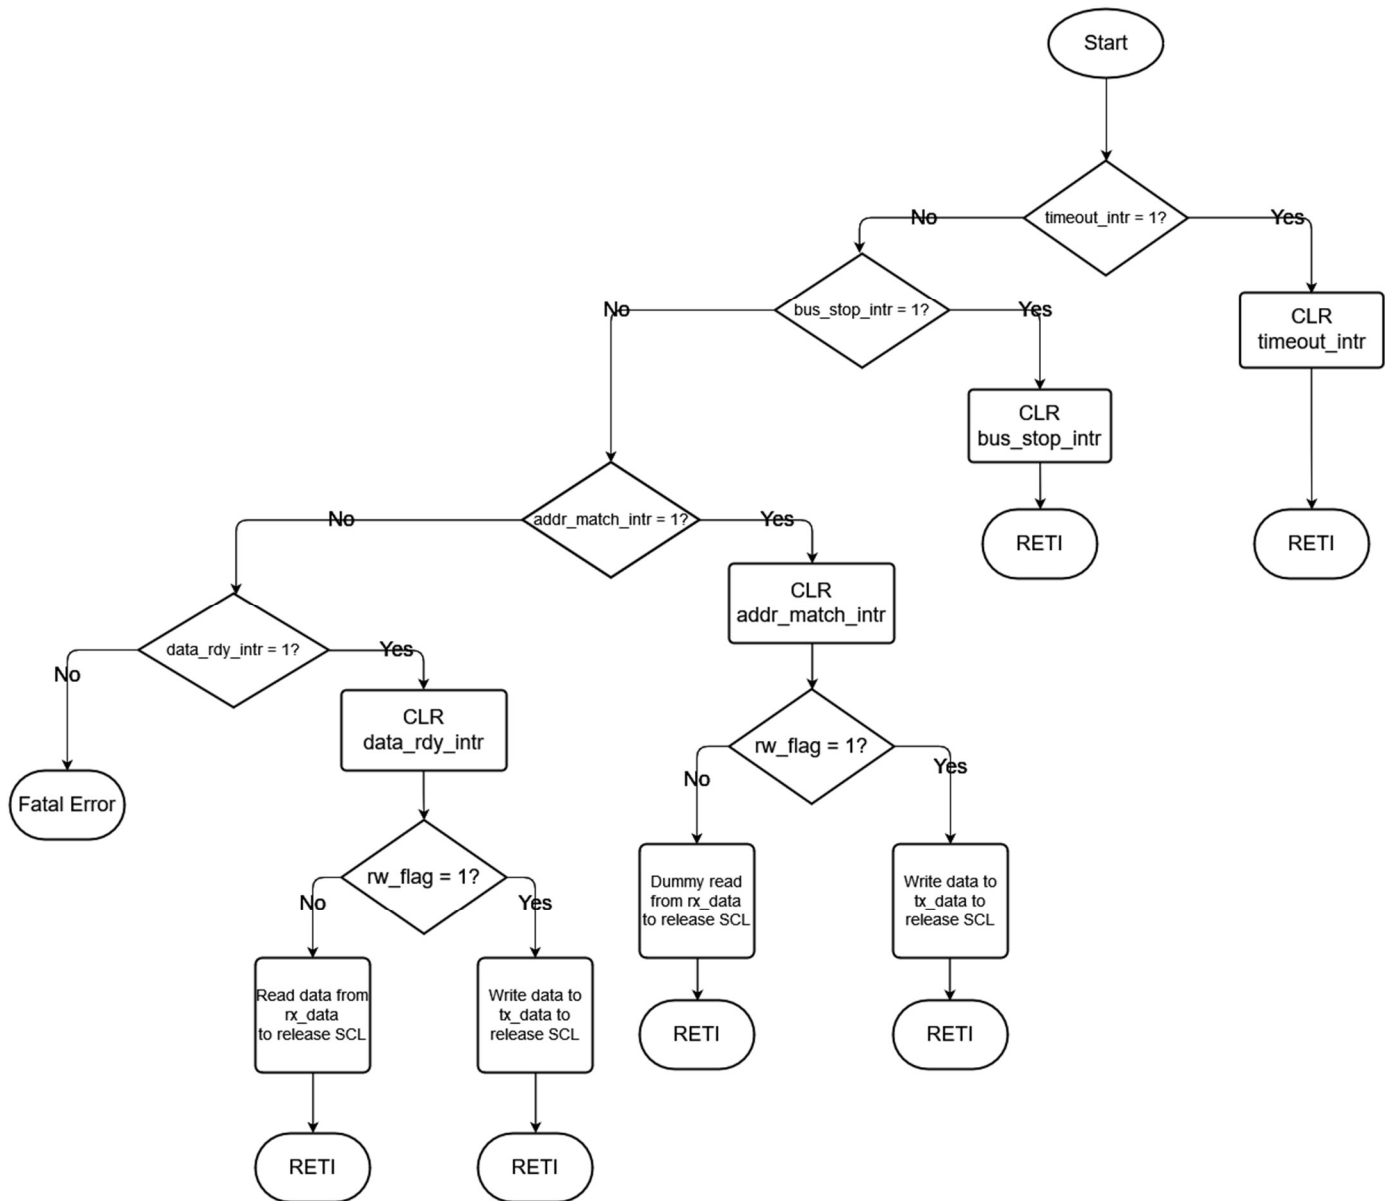 Start
timeout_intr = 1?
No
Yes
bus_stop_intr = 1?
No
Yes
CLR
timeout_intr
CLR
bus_stop_intr
addr_match_intr = 1?
No
Yes
RETI
RETI
CLR
addr_match_intr
data_rdy_intr = 1?
No
Yes
CLR
data_rdy_intr
rw_flag = 1?
No
Yes
Fatal Error
rw_flag = 1?
No
Yes
Dummy read
from rx_data
to release SCL
Write data to
tx_data to
release SCL
Read data from
rx_data
to release SCL
Write data to
tx_data to
release SCL
RETI
RETI
RETI
RETI